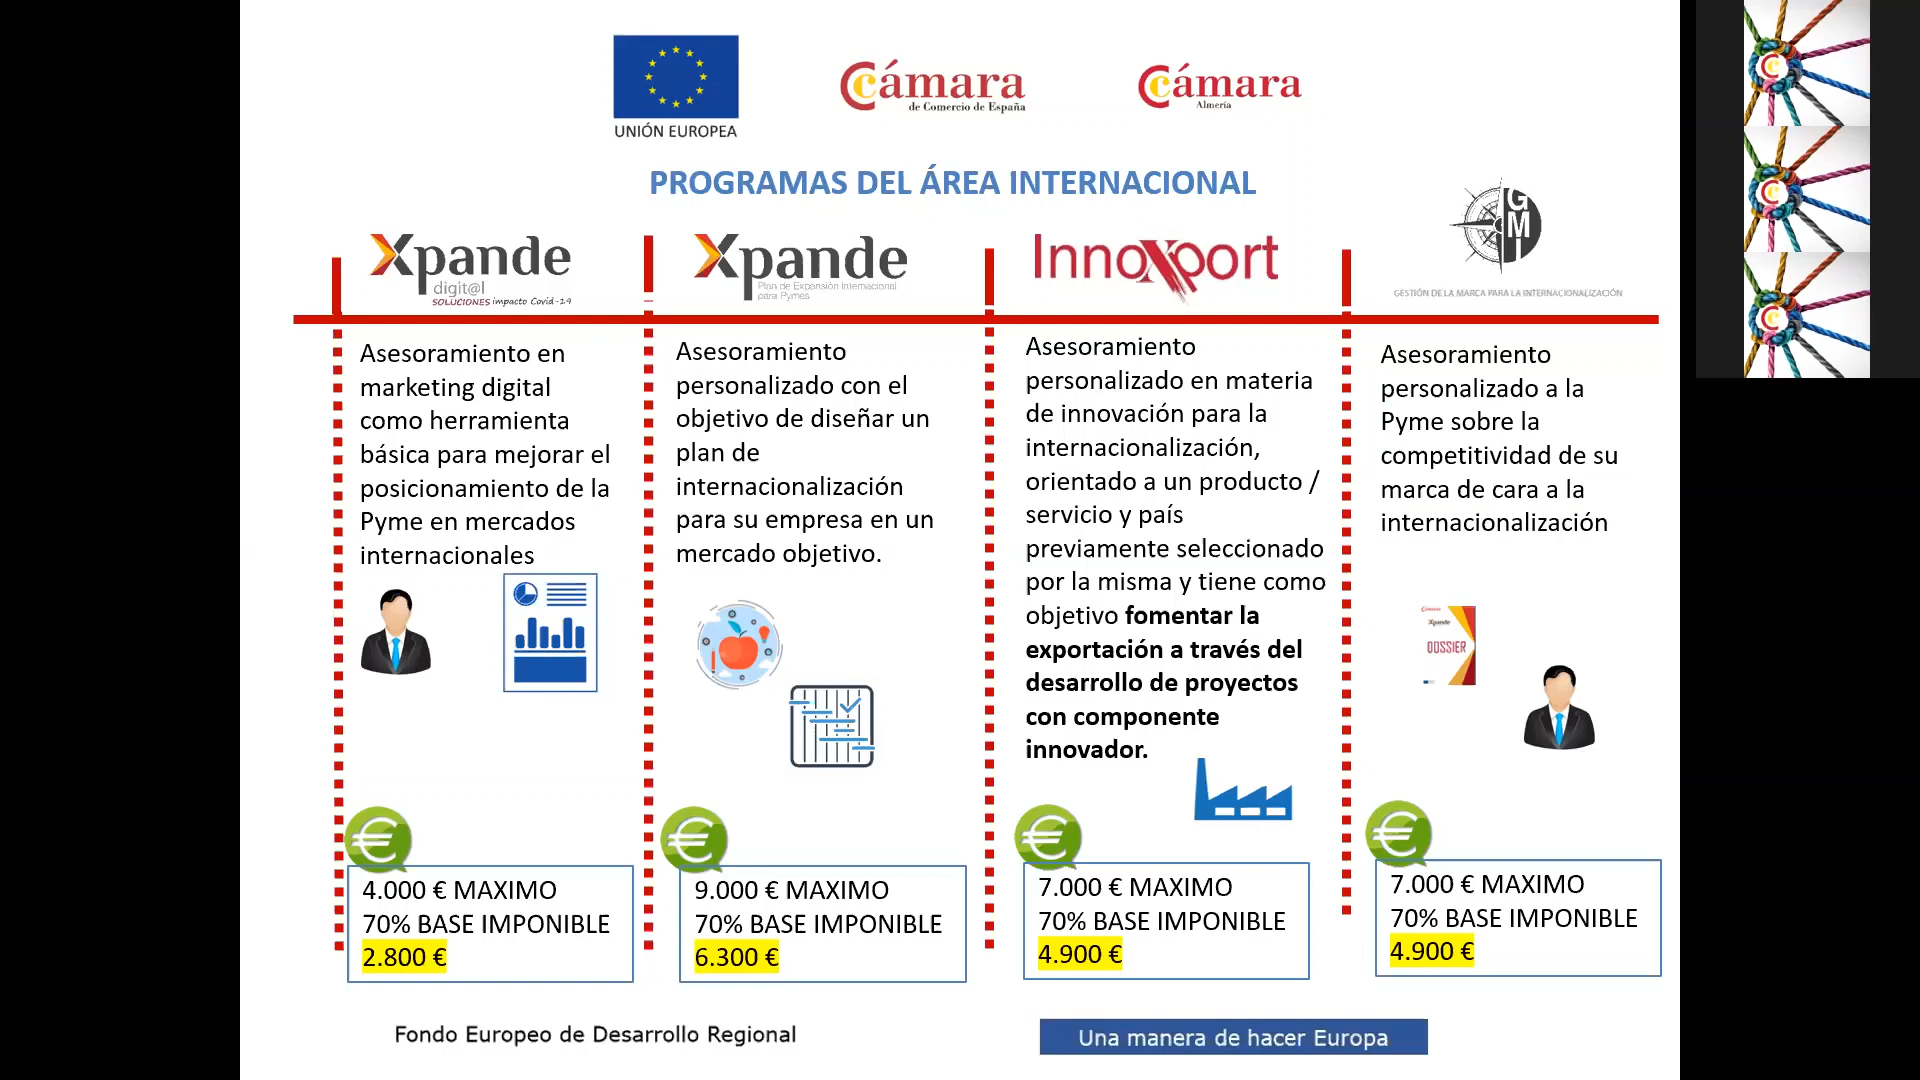 UNIÓN EUROPEA
Cámara
de Comercio de España
Cámara
Almería
PROGRAMAS DEL ÁREA INTERNACIONAL
Xpande
digit@l
SOLUCIONES impacto Covid-19
Asesoramiento en
marketing digital
como herramienta
básica para mejorar el
posicionamiento de la
Pyme en mercados
internacionales
4.000 € MAXIMO
70% BASE IMPONIBLE
2.800 €
Xpande
Plan de Expansión Internacional
para Pymes
Asesoramiento
personalizado con el
objetivo de diseñar un
plan de
internacionalización
para su empresa en un
mercado objetivo.
9.000 € MAXIMO
70% BASE IMPONIBLE
6.300 €
InnoXport
Asesoramiento
personalizado en materia
de innovación para la
internacionalización,
orientado a un producto /
servicio y país
previamente seleccionado
por la misma y tiene como
objetivo fomentar la
exportación a través del
desarrollo de proyectos
con componente
innovador.
7.000 € MAXIMO
70% BASE IMPONIBLE
4.900 €
G
M
I
GESTIÓN DE LA MARCA PARA LA INTERNACIONALIZACIÓN
Asesoramiento
personalizado a la
Pyme sobre la
competitividad de su
marca de cara a la
internacionalización
Cámara
Xpande
DOSSIER
7.000 € MAXIMO
70% BASE IMPONIBLE
4.900 €
Fondo Europeo de Desarrollo Regional
Una manera de hacer Europa